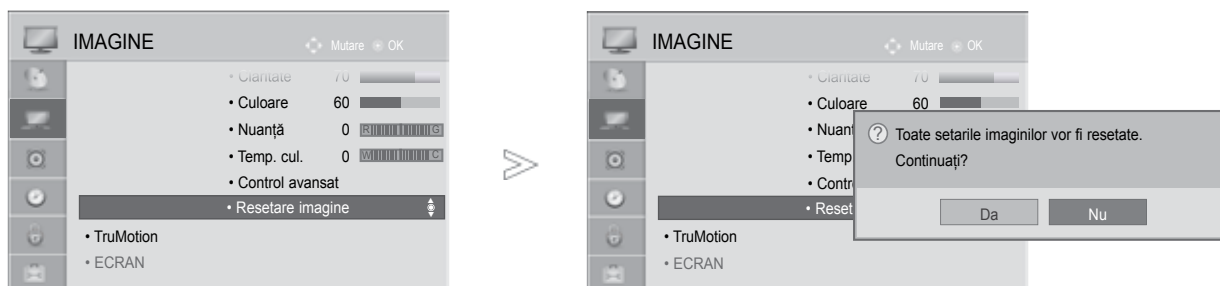 IMAGINE Mutare OK
• Claritate 70
• Culoare 60
• Nuanță 0 R G
• Temp. cul. 0 W C
• Control avansat
• Resetare imagine
• TruMotion
• ECRAN
IMAGINE Mutare OK
• Claritate 70
• Culoare 60
• Nuanț
• Temp
• Contr
• Reset
• TruMotion
• ECRAN
? Toate setarile imaginilor vor fi resetate.
Continuați?
Da Nu